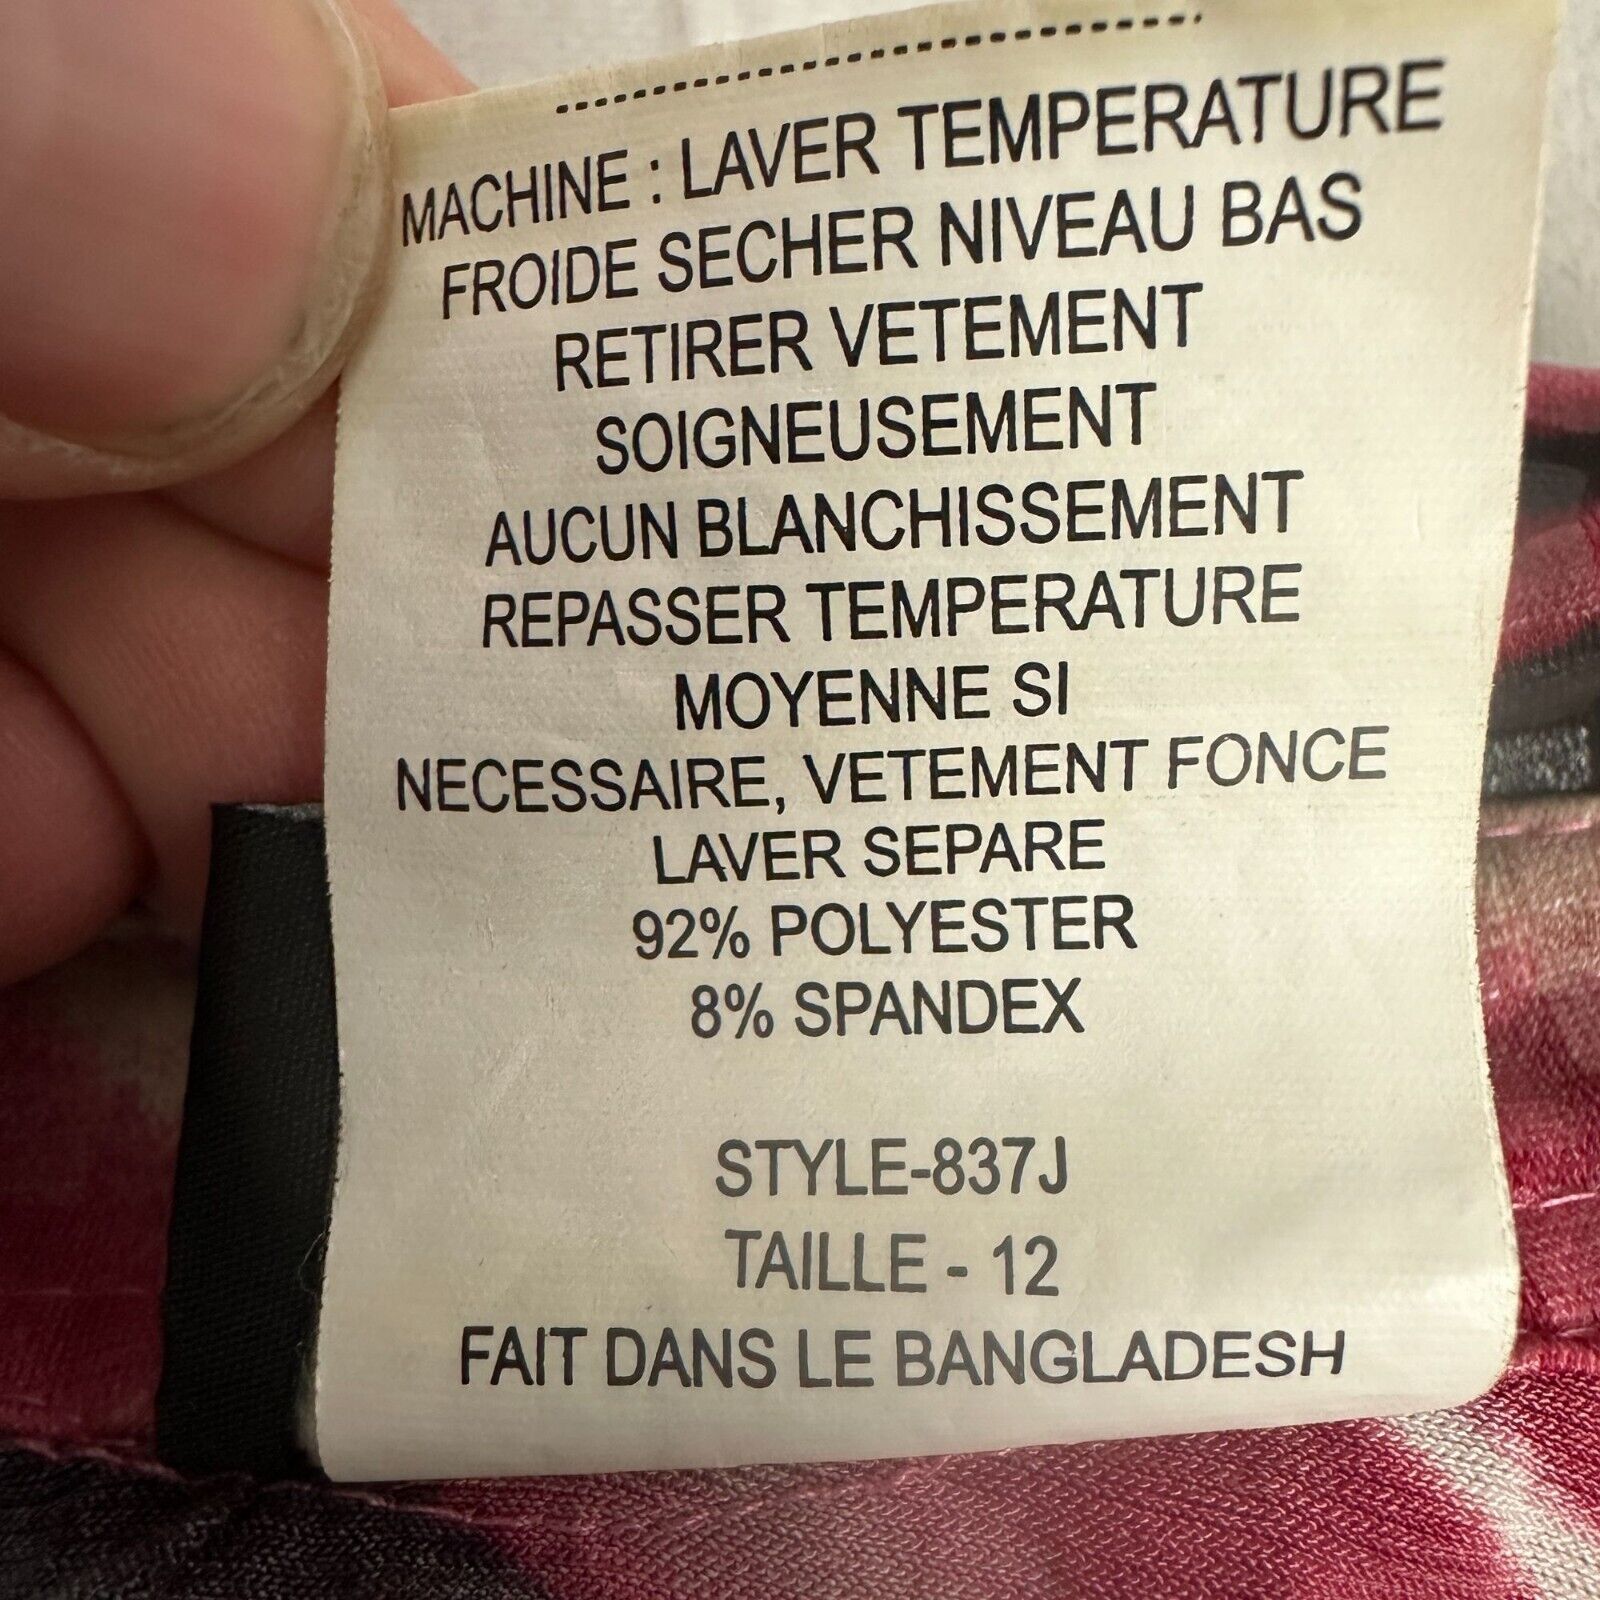 MACHINE : LAVER TEMPERATURE
FROIDE SECHER NIVEAU BAS
RETIRER VETEMENT
SOIGNEUSEMENT
AUCUN BLANCHISSEMENT
REPASSER TEMPERATURE
MOYENNE SI
NECESSAIRE, VETEMENT FONCE
LAVER SEPARE
92% POLYESTER
8% SPANDEX
STYLE-837J
TAILLE - 12
FAIT DANS LE BANGLADESH